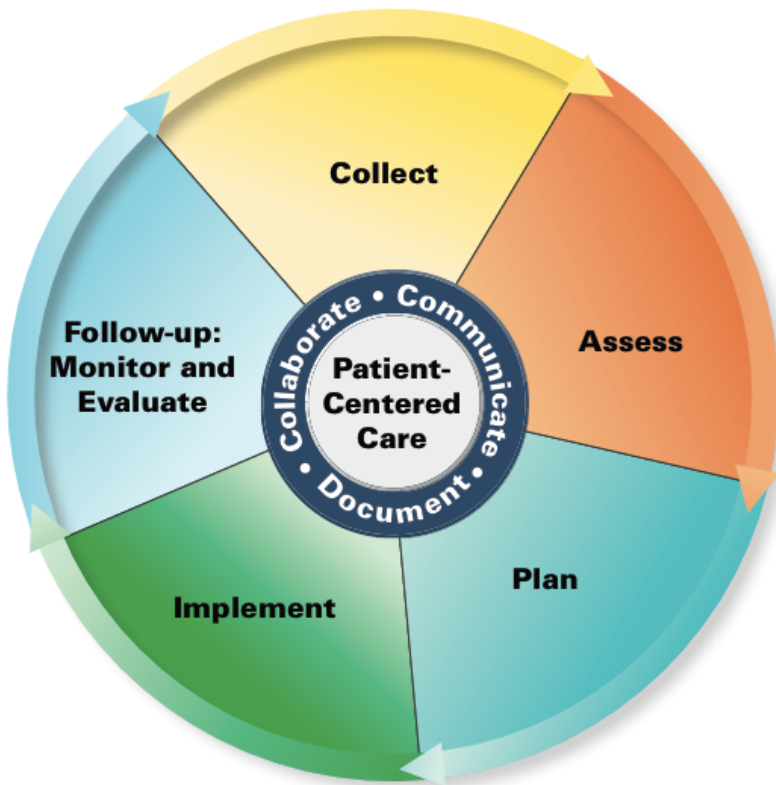 Collect
Assess
Plan
Implement
Follow-up:
Monitor and
Evaluate
Collaborate • Communicate • Document •
Patient-
Centered
Care